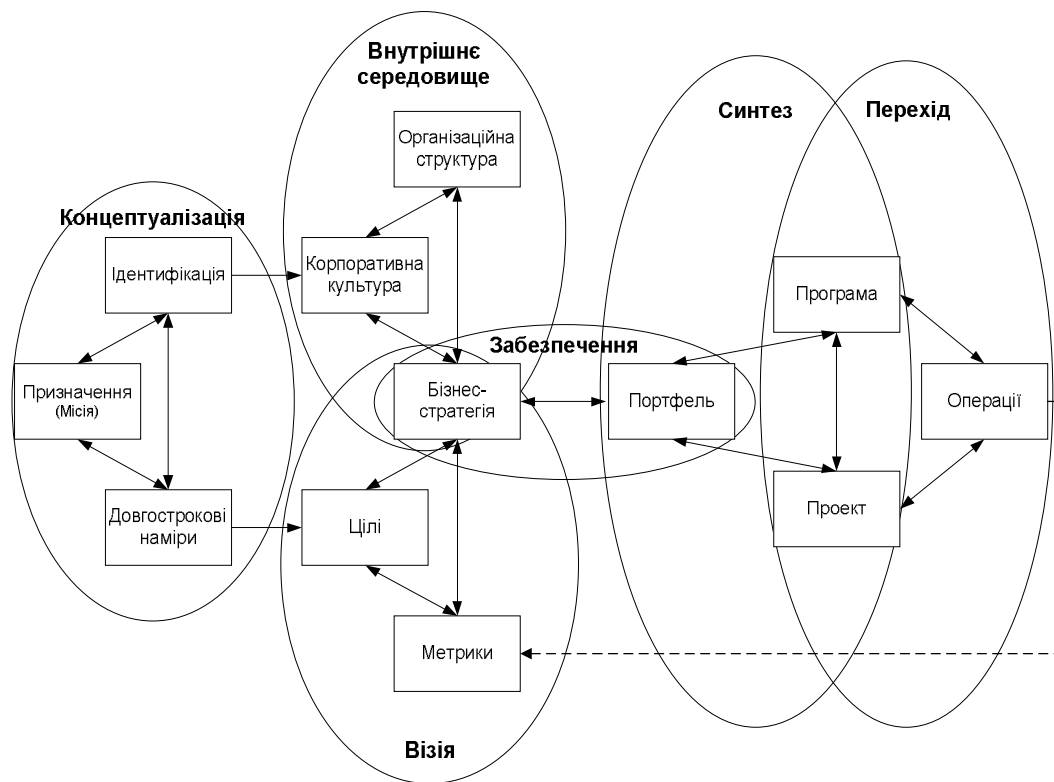 Внутрішнє
середовище
Синтез
Перехід
Організаційна
структура
Концептуалізація
Ідентифікація
Корпоративна
культура
Програма
Забезпечення
Призначення
(Місія)
Бізнес-
стратегія
Портфель
Операції
Довгострокові
наміри
Цілі
Проект
Метрики
Візія